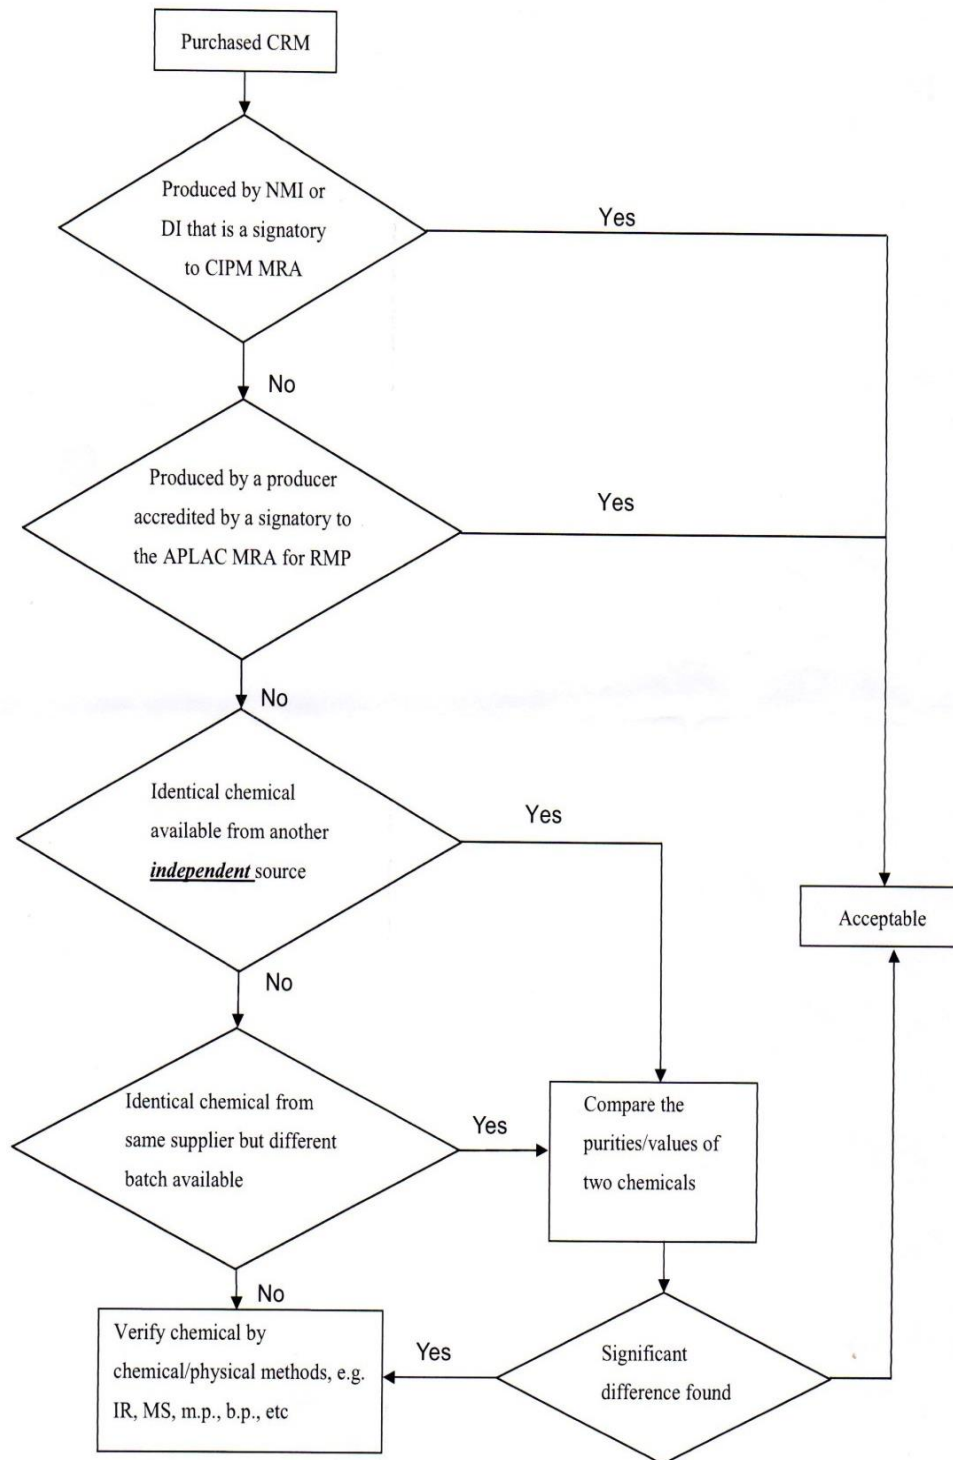 Purchased CRM
Produced by NMI or
DI that is a signatory
to CIPM MRA
Yes
No
Produced by a producer
accredited by a signatory to
the APLAC MRA for RMP
Yes
No
Identical chemical
available from another
independent source
Yes
No
Acceptable
Identical chemical from
same supplier but different
batch available
Yes
Compare the
purities/values of
two chemicals
No
Verify chemical by
chemical/physical methods, e.g.
IR, MS, m.p., b.p., etc
Yes
Significant
difference found